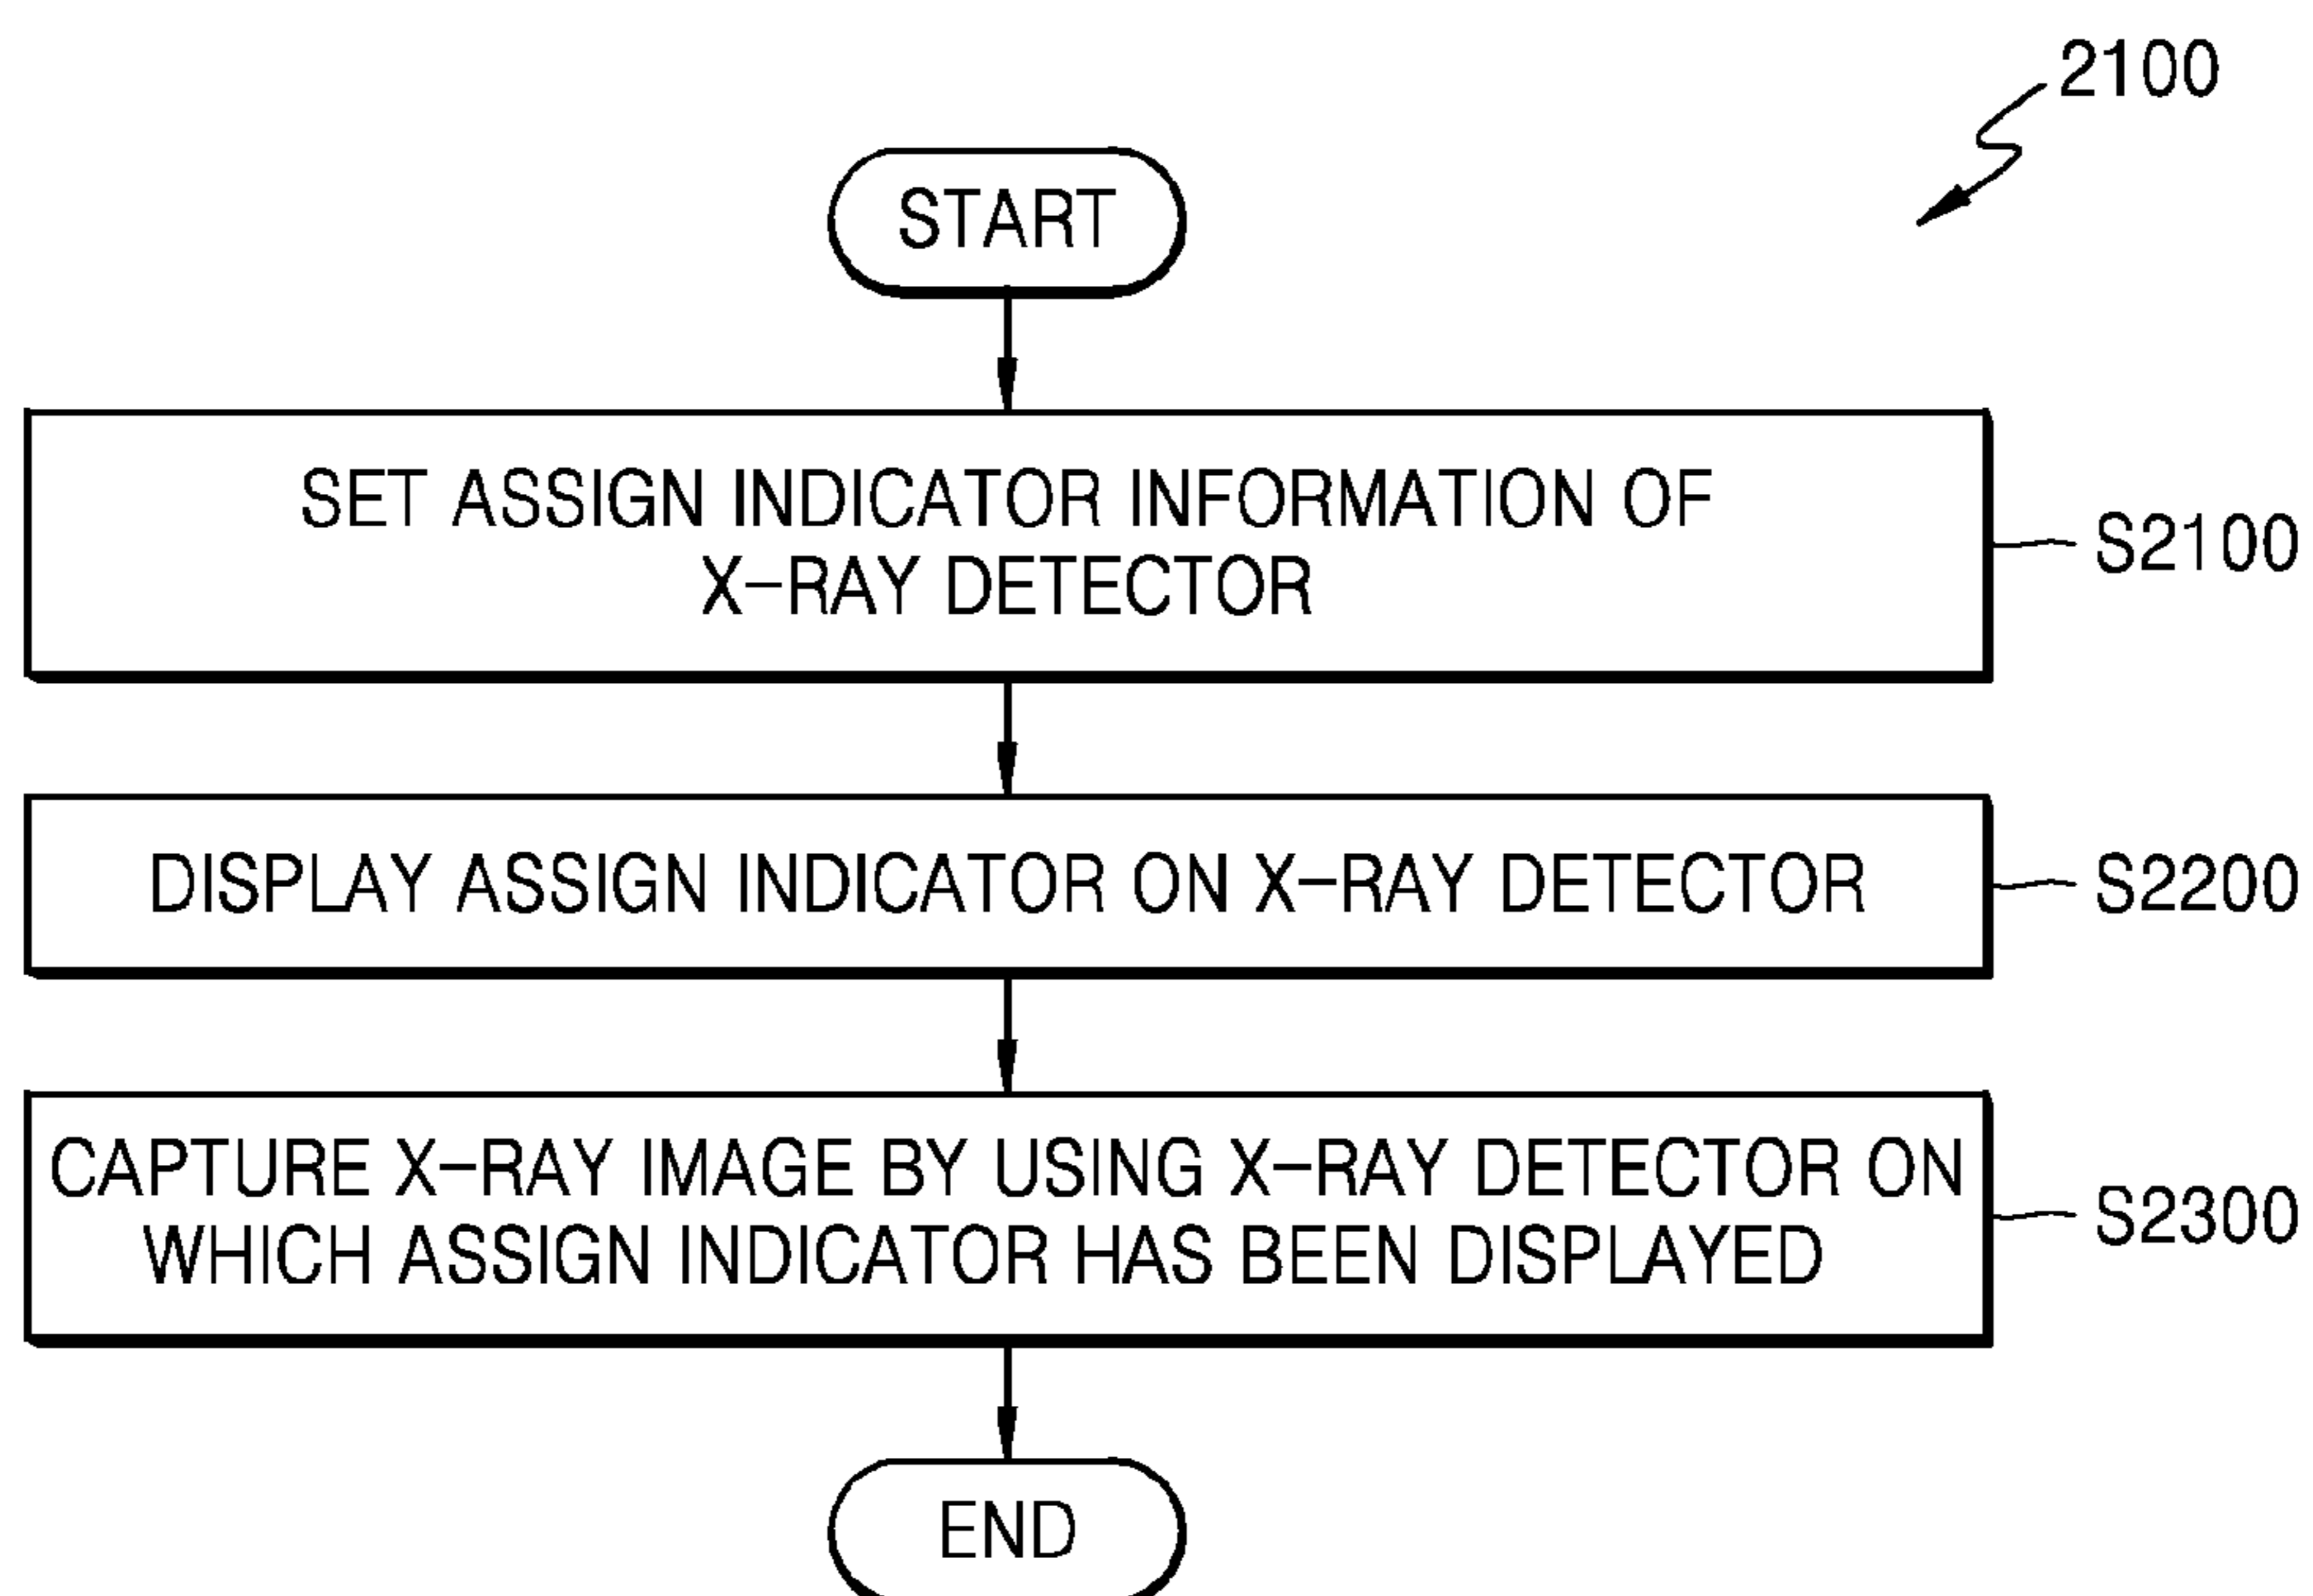 2100
START
SET ASSIGN INDICATOR INFORMATION OF
X-RAY DETECTOR
S2100
DISPLAY ASSIGN INDICATOR ON X-RAY DETECTOR
S2200
CAPTURE X-RAY IMAGE BY USING X-RAY DETECTOR ON
WHICH ASSIGN INDICATOR HAS BEEN DISPLAYED
S2300
END